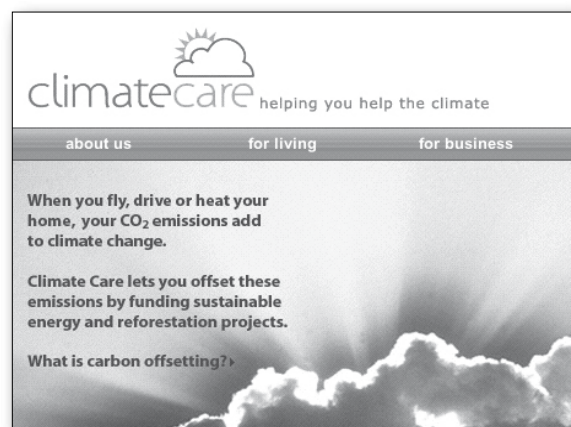 climatecare helping you help the climate
about us for living for business
When you fly, drive or heat your
home, your CO₂ emissions add
to climate change.
Climate Care lets you offset these
emissions by funding sustainable
energy and reforestation projects.
What is carbon offsetting?